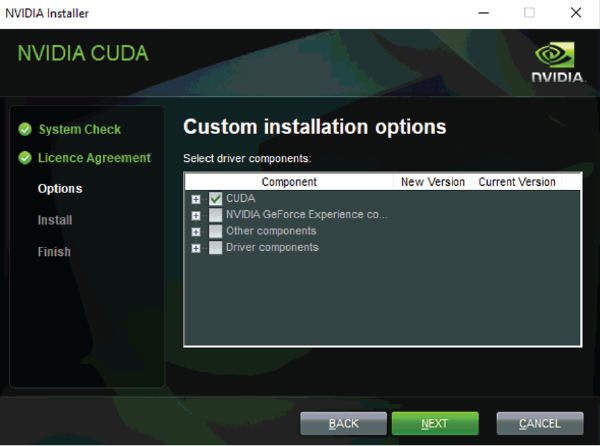 NVIDIA Installer
NVIDIA CUDA
NVIDIA.
System Check
Licence Agreement
Options
Install
Finish
Custom installation options
Select driver components:
Component New Version Current Version
CUDA
NVIDIA GeForce Experience co...
Other components
Driver components
BACK NEXT CANCEL